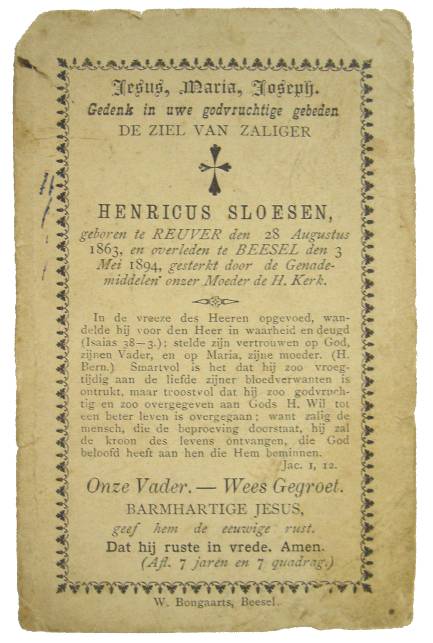 Jesus, Maria, Joseph.
Gedenk in uwe godvruchtige gebeden
DE ZIEL VAN ZALIGER
HENRICUS SLOESEN,
geboren te REUVER den 28 Augustus
1863, en overleden te BEESEL den 3
Mei 1894, gesterkt door de Genade-
middelen onzer Moeder de H. Kerk.
In de vreeze des Heeren opgevoed, wan-
delde hij voor den Heer in waarheid en deugd
(Isaias 38—3.); stelde zijn vertrouwen op God,
zijnen Vader, en op Maria, zijne moeder. (H.
Bern.) Smartvol is het dat hij zoo vroeg-
tijdig aan de liefde zijner bloedverwanten is
ontrukt, maar troostvol dat hij zoo godvruch-
tig en zoo overgegeven aan Gods H. Wil tot
een beter leven is overgegaan; want zalig de
mensch, die de beproeving doorstaat, hij zal
de kroon des levens ontvangen, die God
beloofd heeft aan hen die Hem beminnen.
Jac. 1, 12.
Onze Vader. — Wees Gegroet.
BARMHARTIGE JESUS,
geef hem de eeuwige rust.
Dat hij ruste in vrede. Amen.
(Afl. 7 jaren en 7 quadrag.)
W. Bongaarts, Beesel.